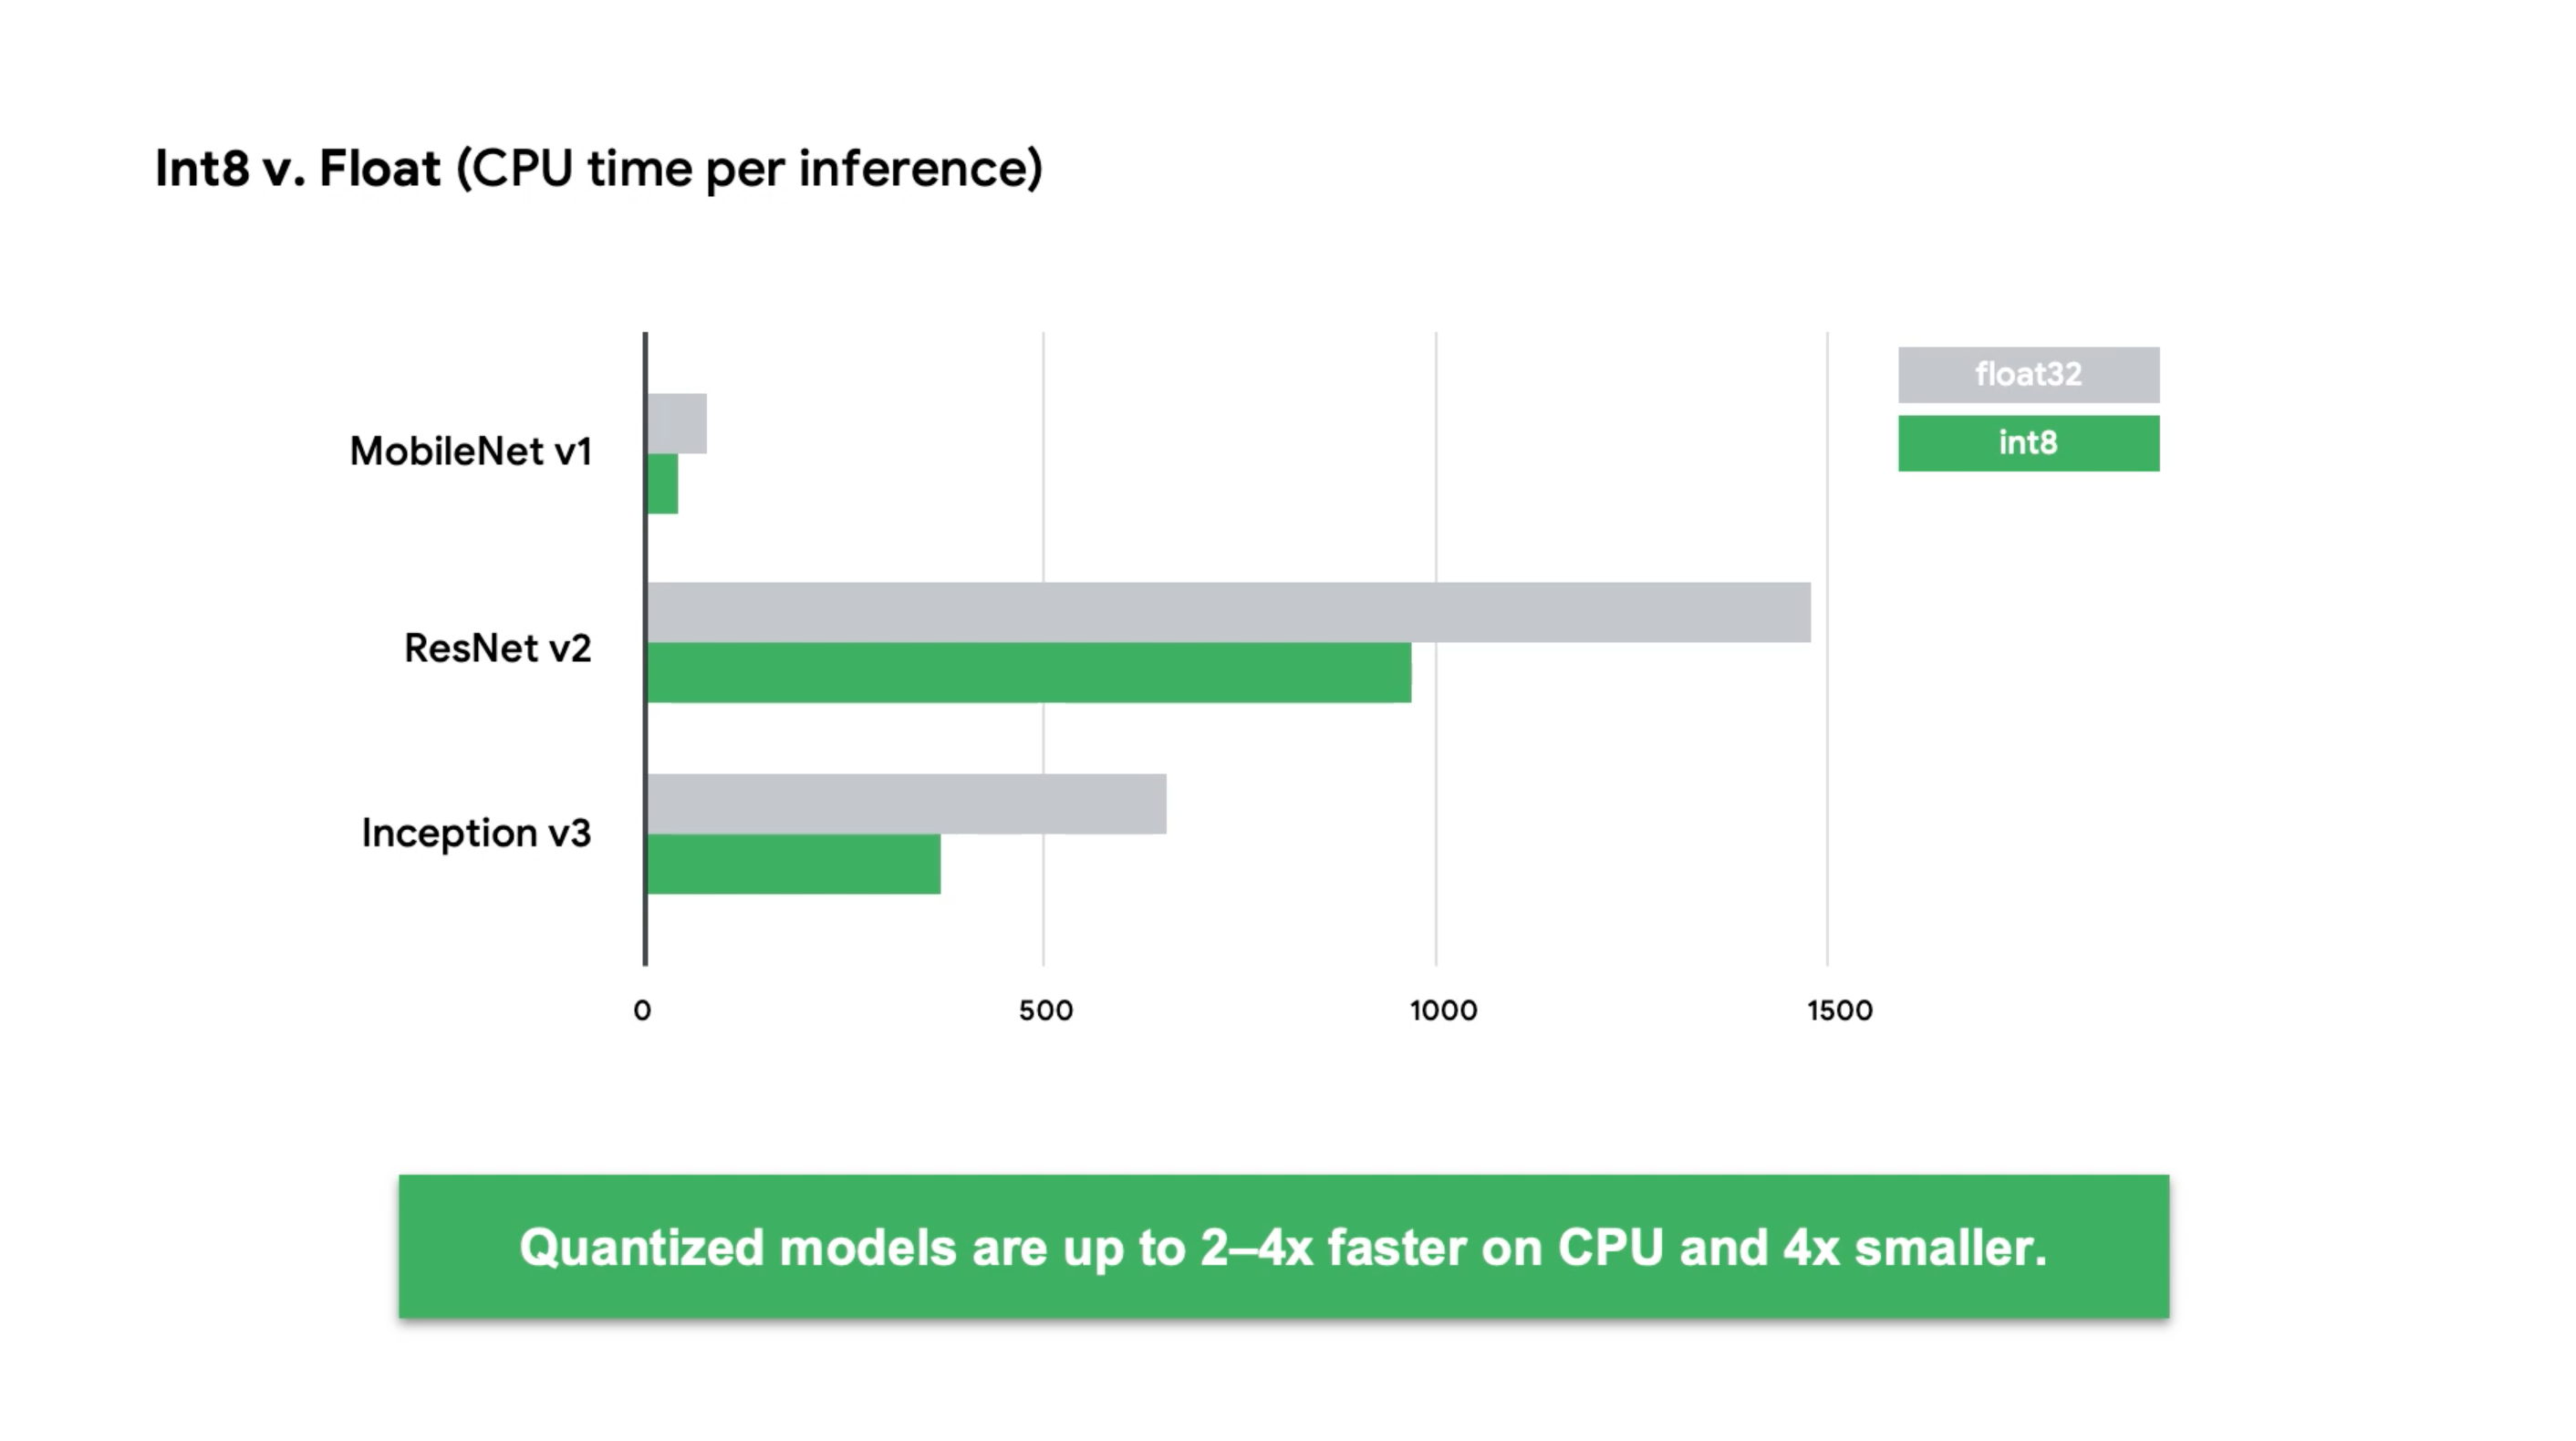 Int8 v. Float (CPU time per inference)
float32
int8
MobileNet v1
ResNet v2
Inception v3
0 500 1000 1500
Quantized models are up to 2–4x faster on CPU and 4x smaller.